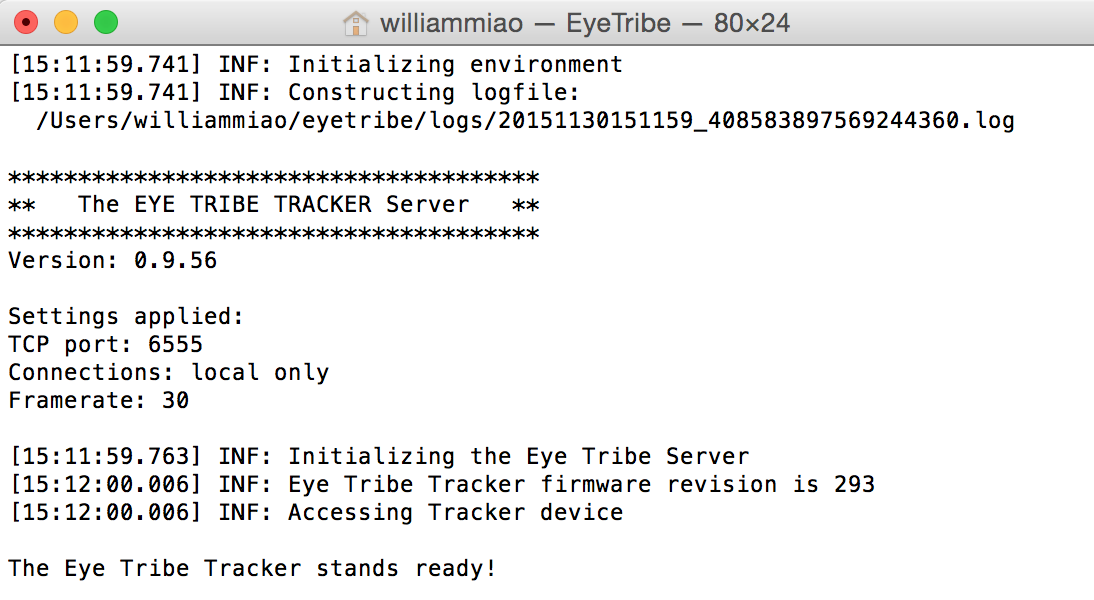 williammiao — EyeTribe — 80×24
[15:11:59.741] INF: Initializing environment
[15:11:59.741] INF: Constructing logfile:
/Users/williammiao/eyetribe/logs/20151130151159_408583897569244360.log
**************************************
** The EYE TRIBE TRACKER Server **
**************************************
Version: 0.9.56
Settings applied:
TCP port: 6555
Connections: local only
Framerate: 30
[15:11:59.763] INF: Initializing the Eye Tribe Server
[15:12:00.006] INF: Eye Tribe Tracker firmware revision is 293
[15:12:00.006] INF: Accessing Tracker device
The Eye Tribe Tracker stands ready!